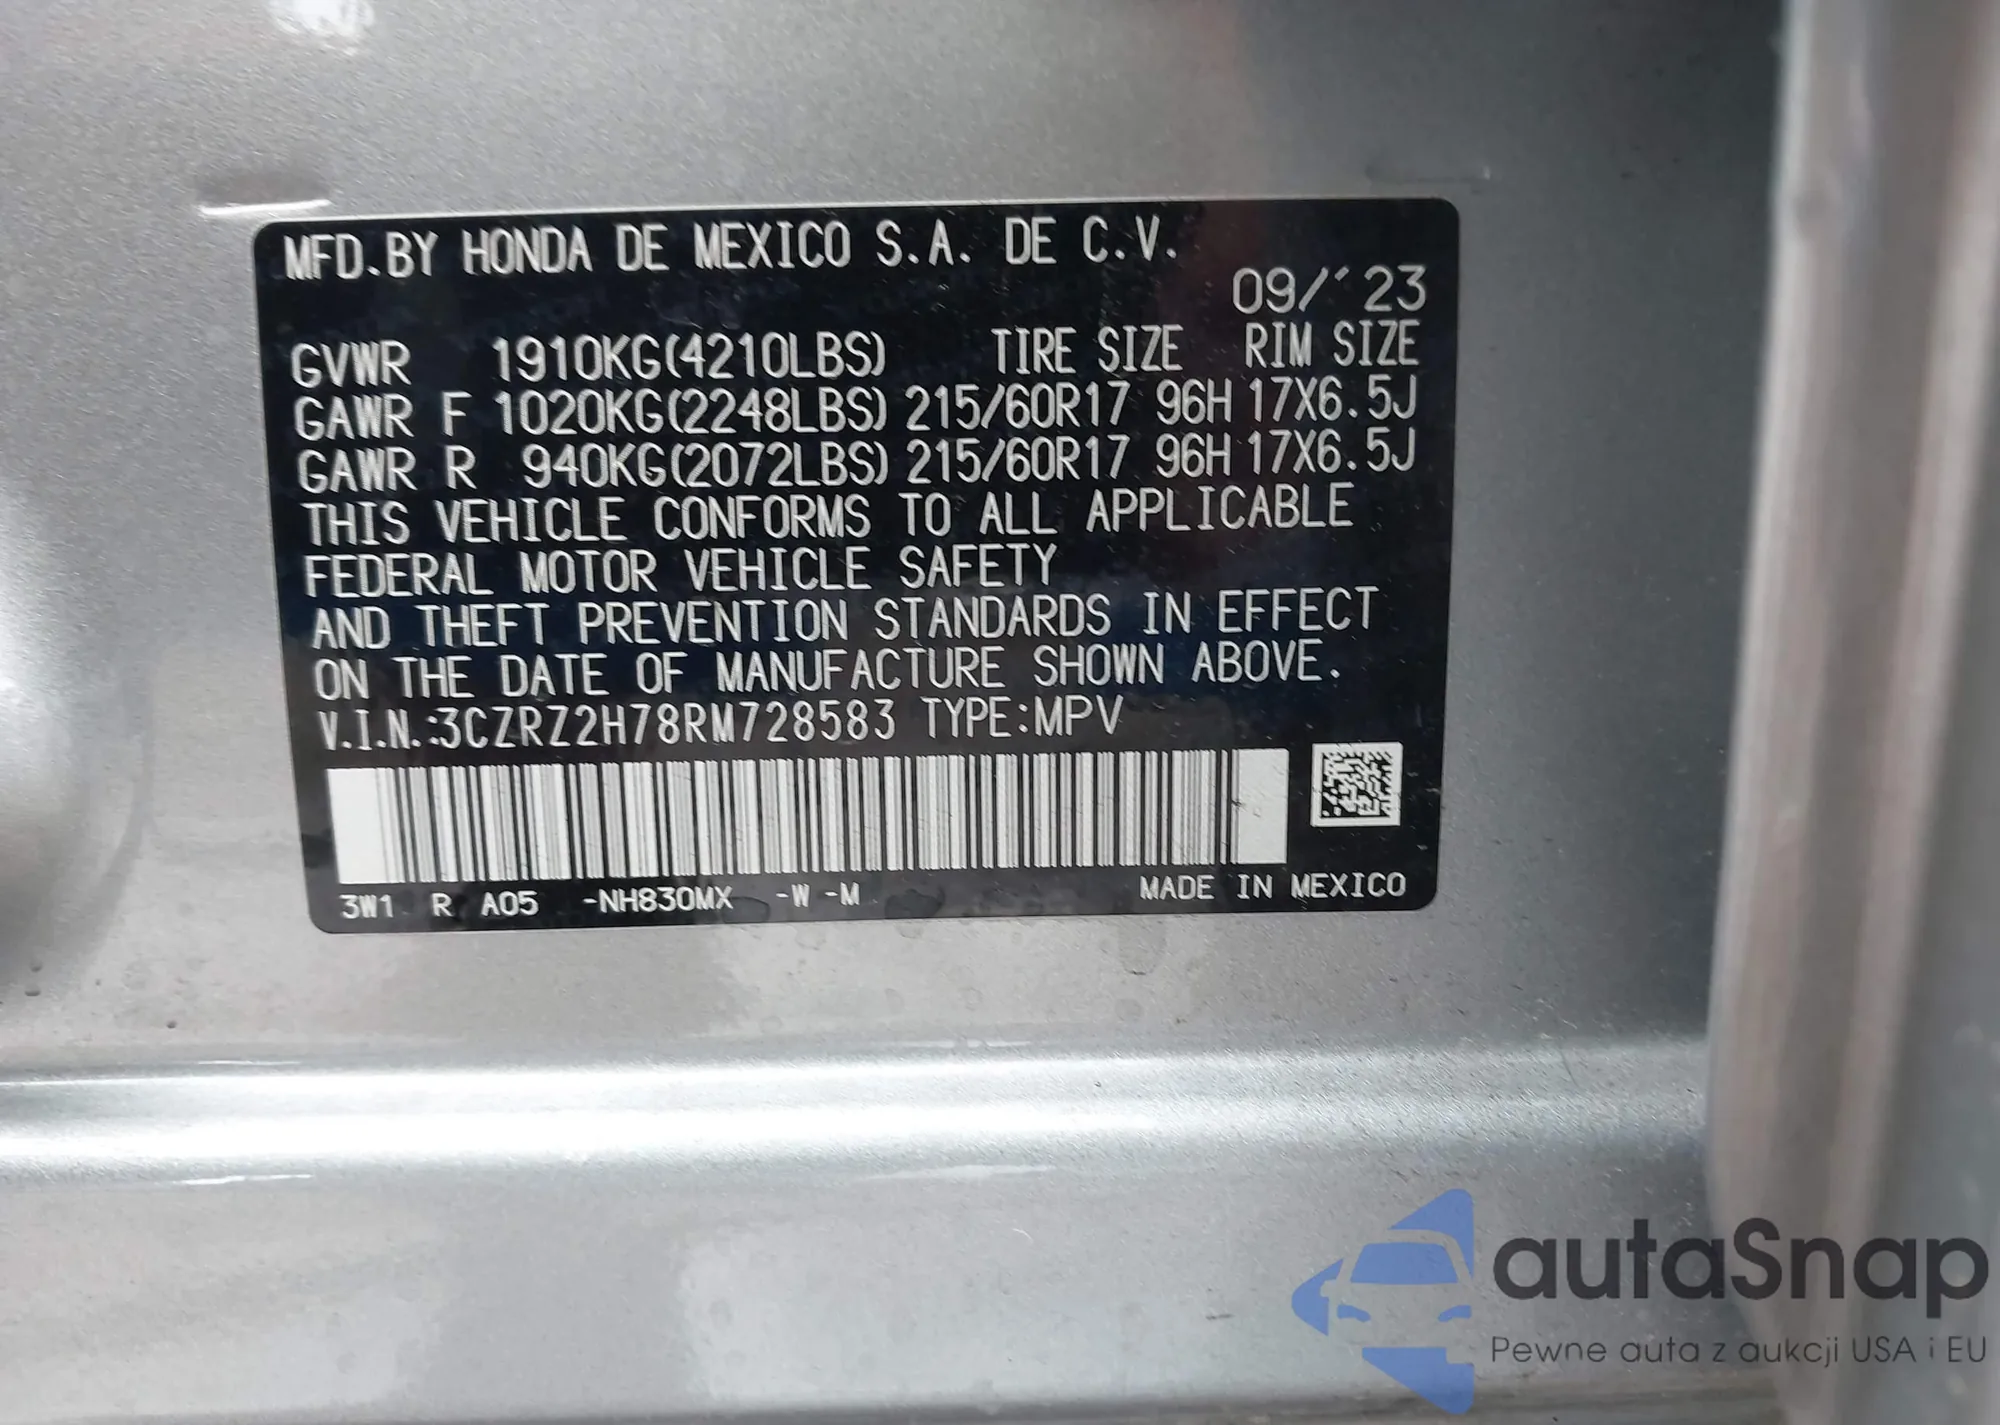 MFD.BY HONDA DE MEXICO S.A. DE C.V.
09/'23
GVWR 1910KG(4210LBS) TIRE SIZE RIM SIZE
GAWR F 1020KG(2248LBS) 215/60R17 96H 17X6.5J
GAWR R 940KG(2072LBS) 215/60R17 96H 17X6.5J
THIS VEHICLE CONFORMS TO ALL APPLICABLE
FEDERAL MOTOR VEHICLE SAFETY
AND THEFT PREVENTION STANDARDS IN EFFECT
ON THE DATE OF MANUFACTURE SHOWN ABOVE.
V.I.N.:3CZRZ2H78RM728583 TYPE:MPV
3W1 R A05 -NH830MX -W -M MADE IN MEXICO
autaSnap
Pewne auta z aukcji USA i EU